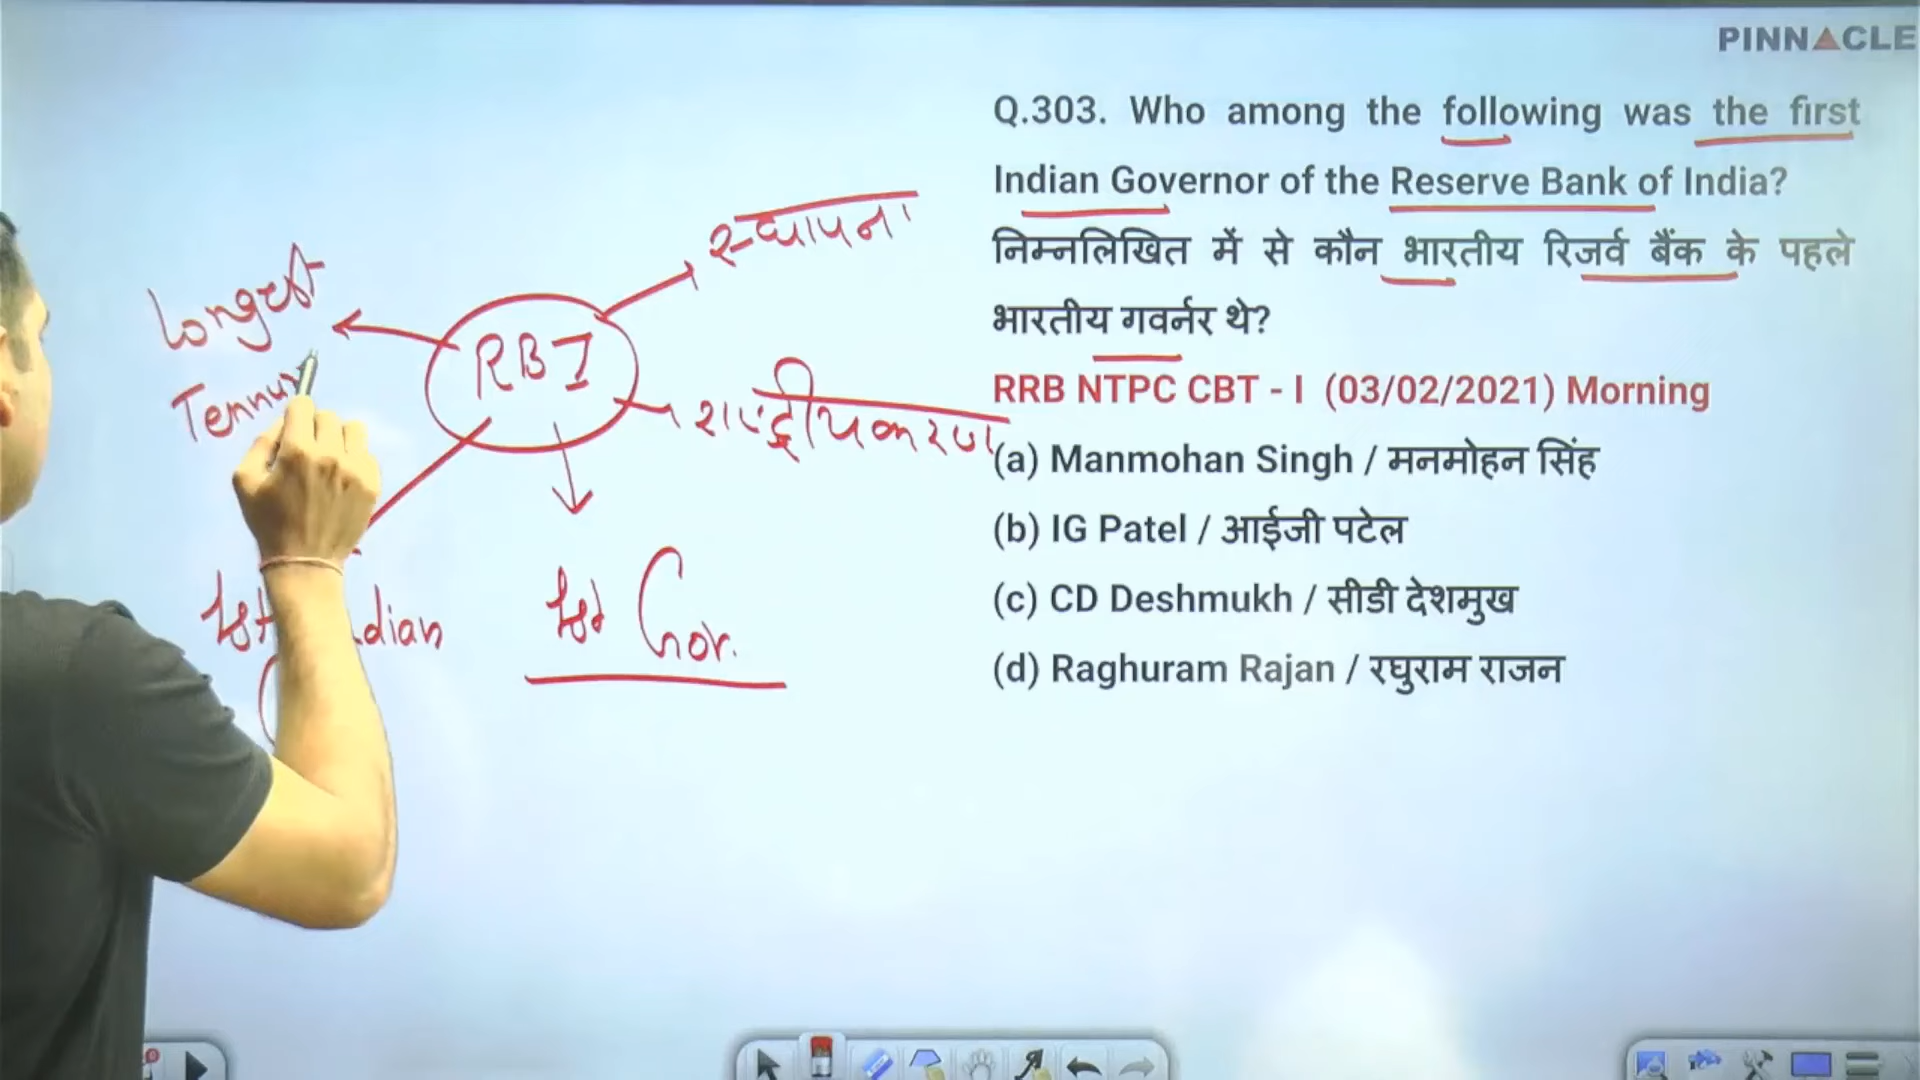 PINNACLE
Q.303. Who among the following was the first
Indian Governor of the Reserve Bank of India?
निम्नलिखित में से कौन भारतीय रिजर्व बैंक के पहले
भारतीय गवर्नर थे?
RRB NTPC CBT - I (03/02/2021) Morning
(a) Manmohan Singh / मनमोहन सिंह
(b) IG Patel / आईजी पटेल
(c) CD Deshmukh / सीडी देशमुख
(d) Raghuram Rajan / रघुराम राजन
स्थापना
Longest
RBI
राष्ट्रीयकरण
1st
1st Gov.